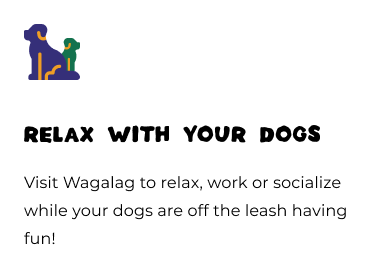 RELAX WITH YOUR DOGS
Visit Wagalag to relax, work or socialize
while your dogs are off the leash having
fun!